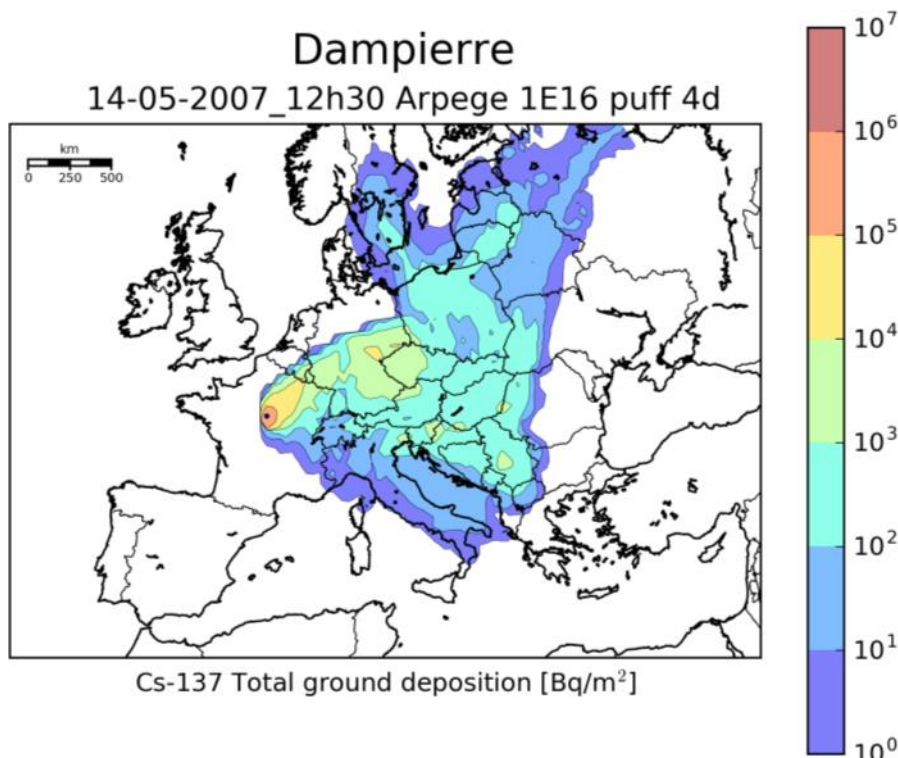 Dampierre
14-05-2007_12h30 Arpege 1E16 puff 4d
km
0 250 500
10⁷
10⁶
10⁵
10⁴
10³
10²
10¹
10⁰
Cs-137 Total ground deposition [Bq/m²]